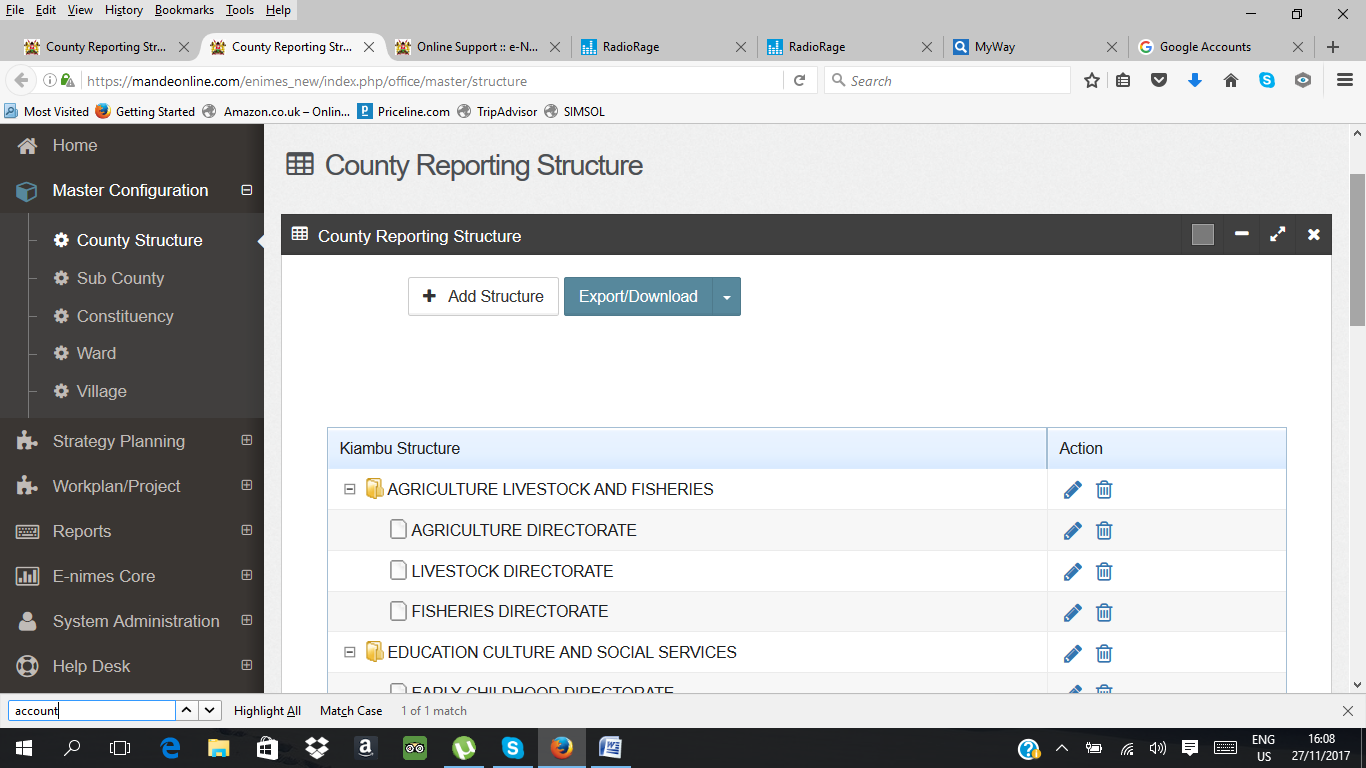 File Edit View History Bookmarks Tools Help
County Reporting Str... County Reporting Str... Online Support :: e-N... RadioRage RadioRage MyWay Google Accounts
https://mandeonline.com/enimes_new/index.php/office/master/structure Search
Most Visited Getting Started Amazon.co.uk – Onlin... Priceline.com TripAdvisor SIMSOL
Home
Master Configuration
County Structure
Sub County
Constituency
Ward
Village
Strategy Planning
Workplan/Project
Reports
E-nimes Core
System Administration
Help Desk
County Reporting Structure
County Reporting Structure
Add Structure Export/Download
Kiambu Structure Action
AGRICULTURE LIVESTOCK AND FISHERIES
AGRICULTURE DIRECTORATE
LIVESTOCK DIRECTORATE
FISHERIES DIRECTORATE
EDUCATION CULTURE AND SOCIAL SERVICES
EARLY CHILDHOOD DIRECTORATE
account Highlight All Match Case 1 of 1 match
ENG 16:08
US 27/11/2017